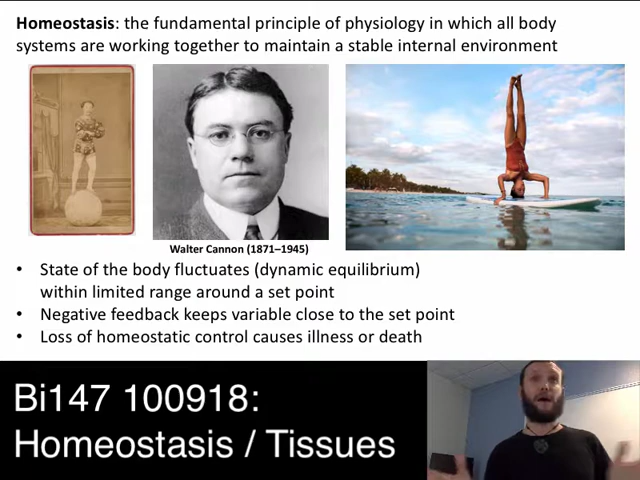 Homeostasis: the fundamental principle of physiology in which all body
systems are working together to maintain a stable internal environment
Walter Cannon (1871–1945)
• State of the body fluctuates (dynamic equilibrium)
within limited range around a set point
• Negative feedback keeps variable close to the set point
• Loss of homeostatic control causes illness or death
Bi147 100918:
Homeostasis / Tissues